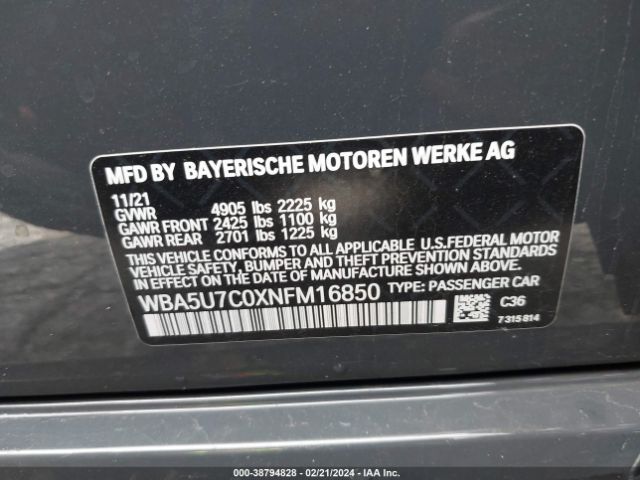 MFD BY BAYERISCHE MOTOREN WERKE AG
11/21
GVWR 4905 lbs 2225 kg
GAWR FRONT 2425 lbs 1100 kg
GAWR REAR 2701 lbs 1225 kg
THIS VEHICLE CONFORMS TO ALL APPLICABLE U.S.FEDERAL MOTOR
VEHICLE SAFETY, BUMPER, AND THEFT PREVENTION STANDARDS
IN EFFECT ON THE DATE OF MANUFACTURE SHOWN ABOVE.
WBA5U7C0XNFM16850 TYPE: PASSENGER CAR
C36
7315814
© - 38794828 - 02/21/2024 - IAA Inc.